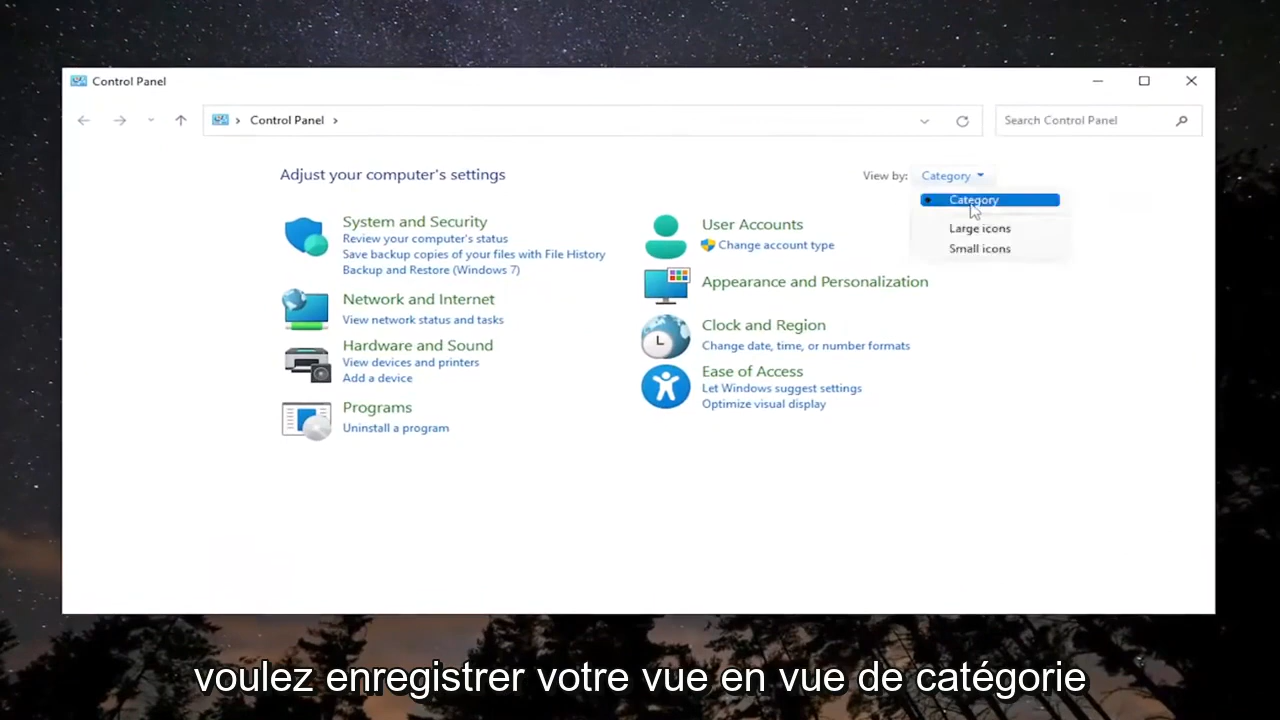 Control Panel
Control Panel
Search Control Panel
Adjust your computer's settings
View by: Category
Category
Large icons
Small icons
System and Security
Review your computer's status
Save backup copies of your files with File History
Backup and Restore (Windows 7)
Network and Internet
View network status and tasks
Hardware and Sound
View devices and printers
Add a device
Programs
Uninstall a program
User Accounts
Change account type
Appearance and Personalization
Clock and Region
Change date, time, or number formats
Ease of Access
Let Windows suggest settings
Optimize visual display
voulez enregistrer votre vue en vue de catégorie